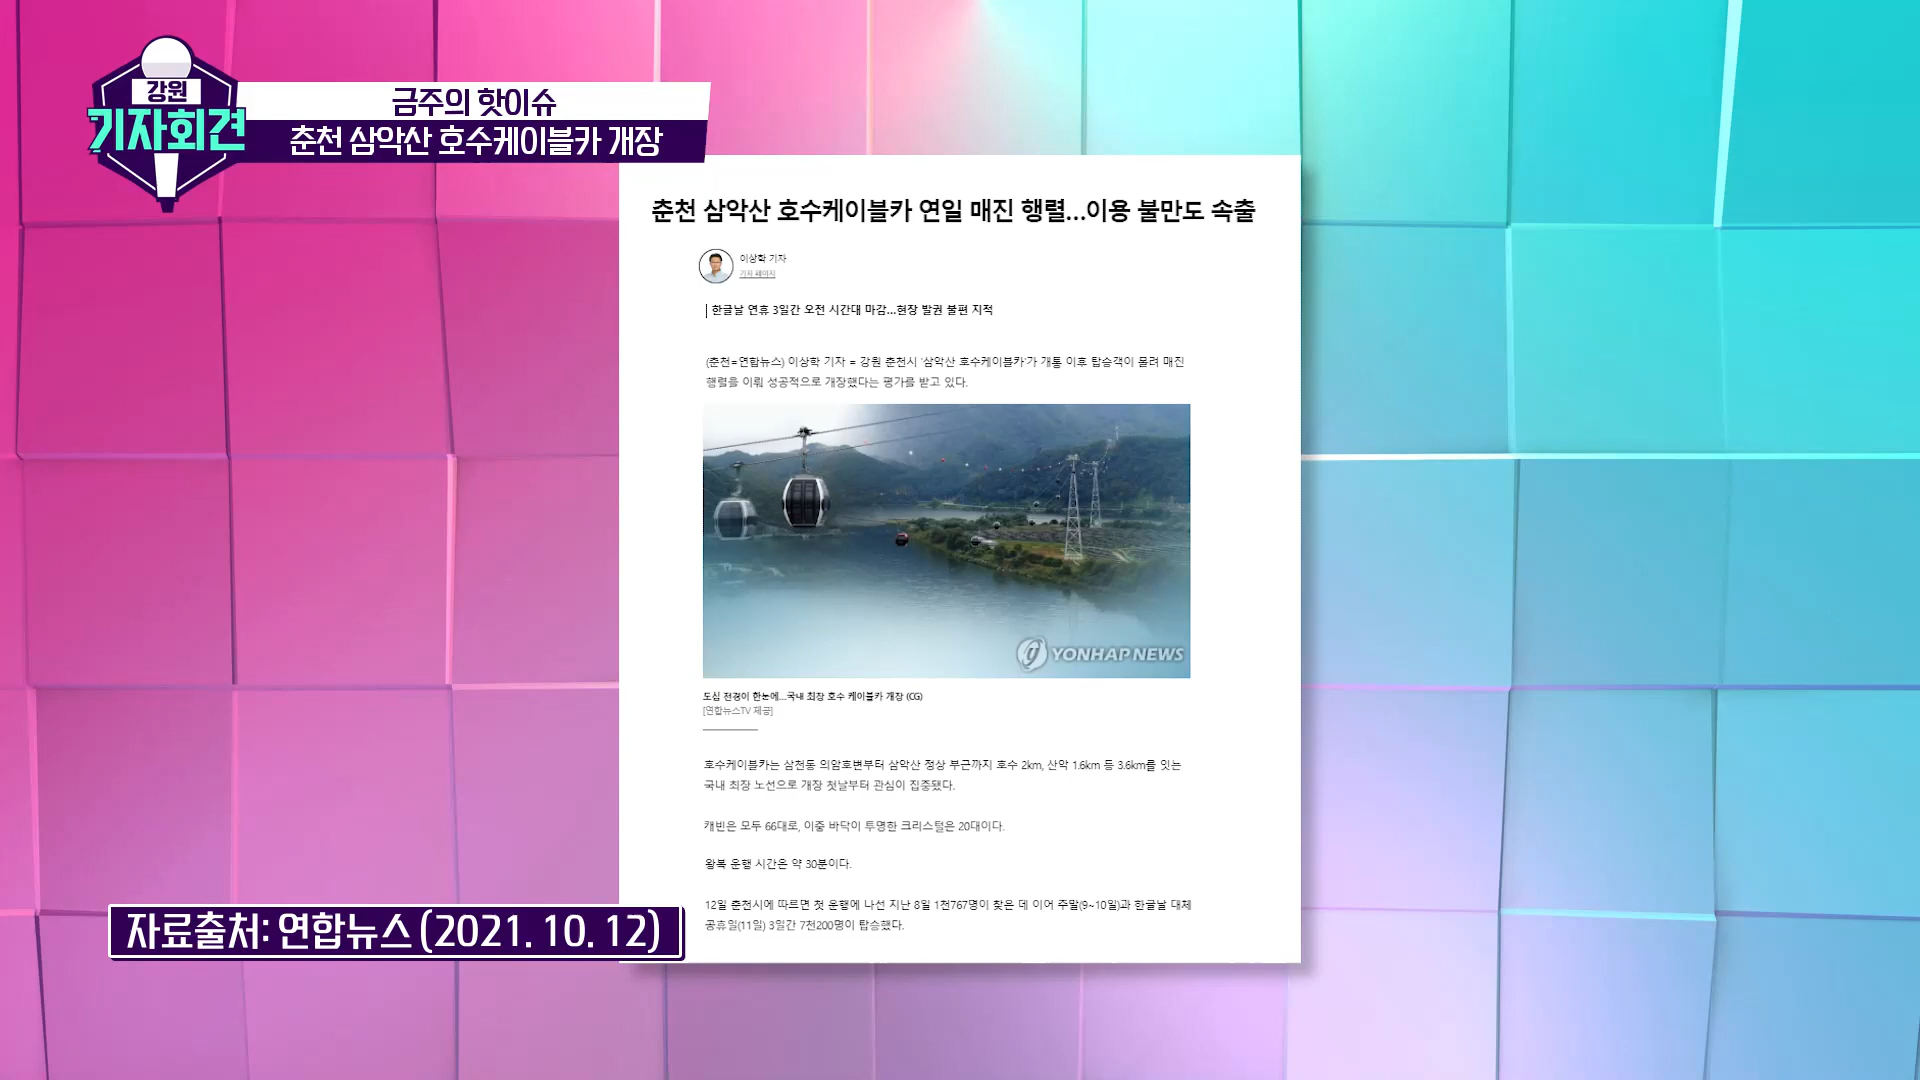 강원
기자회견
금주의 핫이슈
춘천 삼악산 호수케이블카 개장
춘천 삼악산 호수케이블카 연일 매진 행렬...이용 불만도 속출
이상학 기자
기자 페이지
한글날 연휴 3일간 오전 시간대 마감...현장 발권 불편 지적
(춘천=연합뉴스) 이상학 기자 = 강원 춘천시 '삼악산 호수케이블카'가 개통 이후 탑승객이 몰려 매진
행렬을 이뤄 성공적으로 개장했다는 평가를 받고 있다.
YONHAP NEWS
도심 전경이 한눈에...국내 최장 호수 케이블카 개장 (CG)
[연합뉴스TV 제공]
호수케이블카는 삼천동 의암호변부터 삼악산 정상 부근까지 호수 2km, 산악 1.6km 등 3.6km를 잇는
국내 최장 노선으로 개장 첫날부터 관심이 집중됐다.
캐빈은 모두 66대로, 이중 바닥이 투명한 크리스털은 20대이다.
왕복 운행 시간은 약 30분이다.
12일 춘천시에 따르면 첫 운행에 나선 지난 8일 1천767명이 찾은 데 이어 주말(9~10일)과 한글날 대체
공휴일(11일) 3일간 7천200명이 탑승했다.
자료출처: 연합뉴스 (2021. 10. 12)